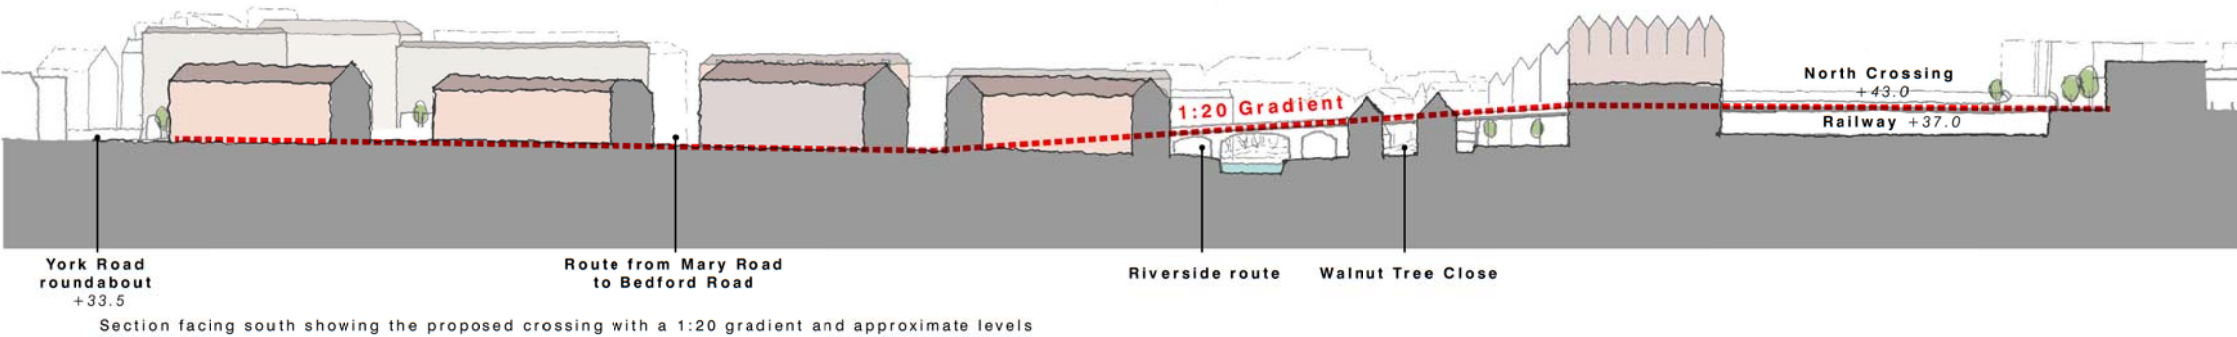 1:20 Gradient
North Crossing
+43.0
Railway +37.0
York Road
roundabout
+33.5
Route from Mary Road
to Bedford Road
Riverside route
Walnut Tree Close
Section facing south showing the proposed crossing with a 1:20 gradient and approximate levels